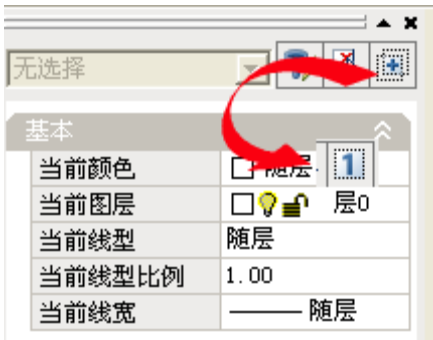 无选择
基本
当前颜色 随层 1
当前图层 层0
当前线型 随层
当前线型比例 1.00
当前线宽 随层